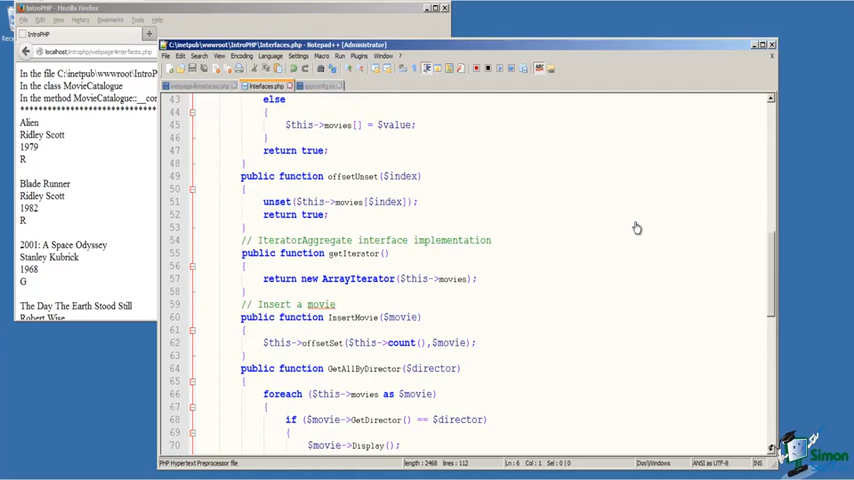 IntroPHP - Mozilla Firefox
File Edit View History Bookmarks Tools Help
IntroPHP
localhost/introphp/webpage4interfaces.php
In the file C:\inetpub\wwwroot\IntroP
In the class MovieCatalogue
In the method MovieCatalogue::__co
Alien
Ridley Scott
1979
R
Blade Runner
Ridley Scott
1982
R
2001: A Space Odyssey
Stanley Kubrick
1968
G
The Day The Earth Stood Still
Robert Wise
C:\inetpub\wwwroot\IntroPHP\Interfaces.php - Notepad++ [Administrator]
File Edit Search View Encoding Language Settings Macro Run Plugins Window ?
webpage4interfaces.php Interfaces.php
43 else
44 {
45 $this->movies[] = $value;
46 }
47 return true;
48 }
49 public function offsetUnset($index)
50 {
51 unset($this->movies[$index]);
52 return true;
53 }
54 // IteratorAggregate interface implementation
55 public function getIterator()
56 {
57 return new ArrayIterator($this->movies);
58 }
59 // Insert a movie
60 public function InsertMovie($movie)
61 {
62 $this->offsetSet($this->count(),$movie);
63 }
64 public function GetAllByDirector($director)
65 {
66 foreach ($this->movies as $movie)
67 {
68 if ($movie->GetDirector() == $director)
69 {
70 $movie->Display();
PHP Hypertext Preprocessor file length : 2468 lines : 112 Ln : 6 Col : 1 Sel : 0 | 0 Dos\Windows ANSI as UTF-8 INS
Simon